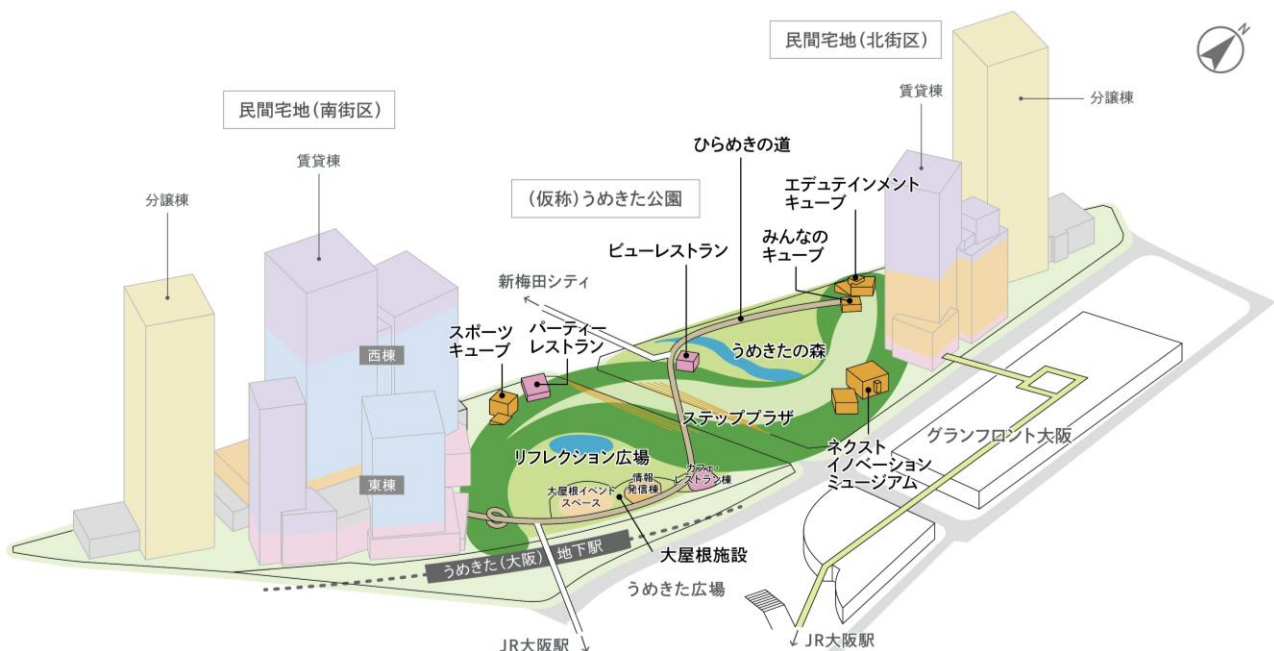 N
民間宅地(北街区)
賃貸棟
分譲棟
民間宅地(南街区)
賃貸棟
分譲棟
ひらめきの道
エデュテインメント
キューブ
(仮称)うめきた公園
みんなの
キューブ
ビューレストラン
新梅田シティ
スポーツ
キューブ
パーティー
レストラン
うめきたの森
西棟
ステッププラザ
グランフロント大阪
ネクスト
イノベーション
ミュージアム
リフレクション広場
カフェ・
レストラン棟
情報
発信棟
大屋根イベント
スペース
東棟
大屋根施設
うめきた(大阪) 地下駅
うめきた広場
JR大阪駅
JR大阪駅